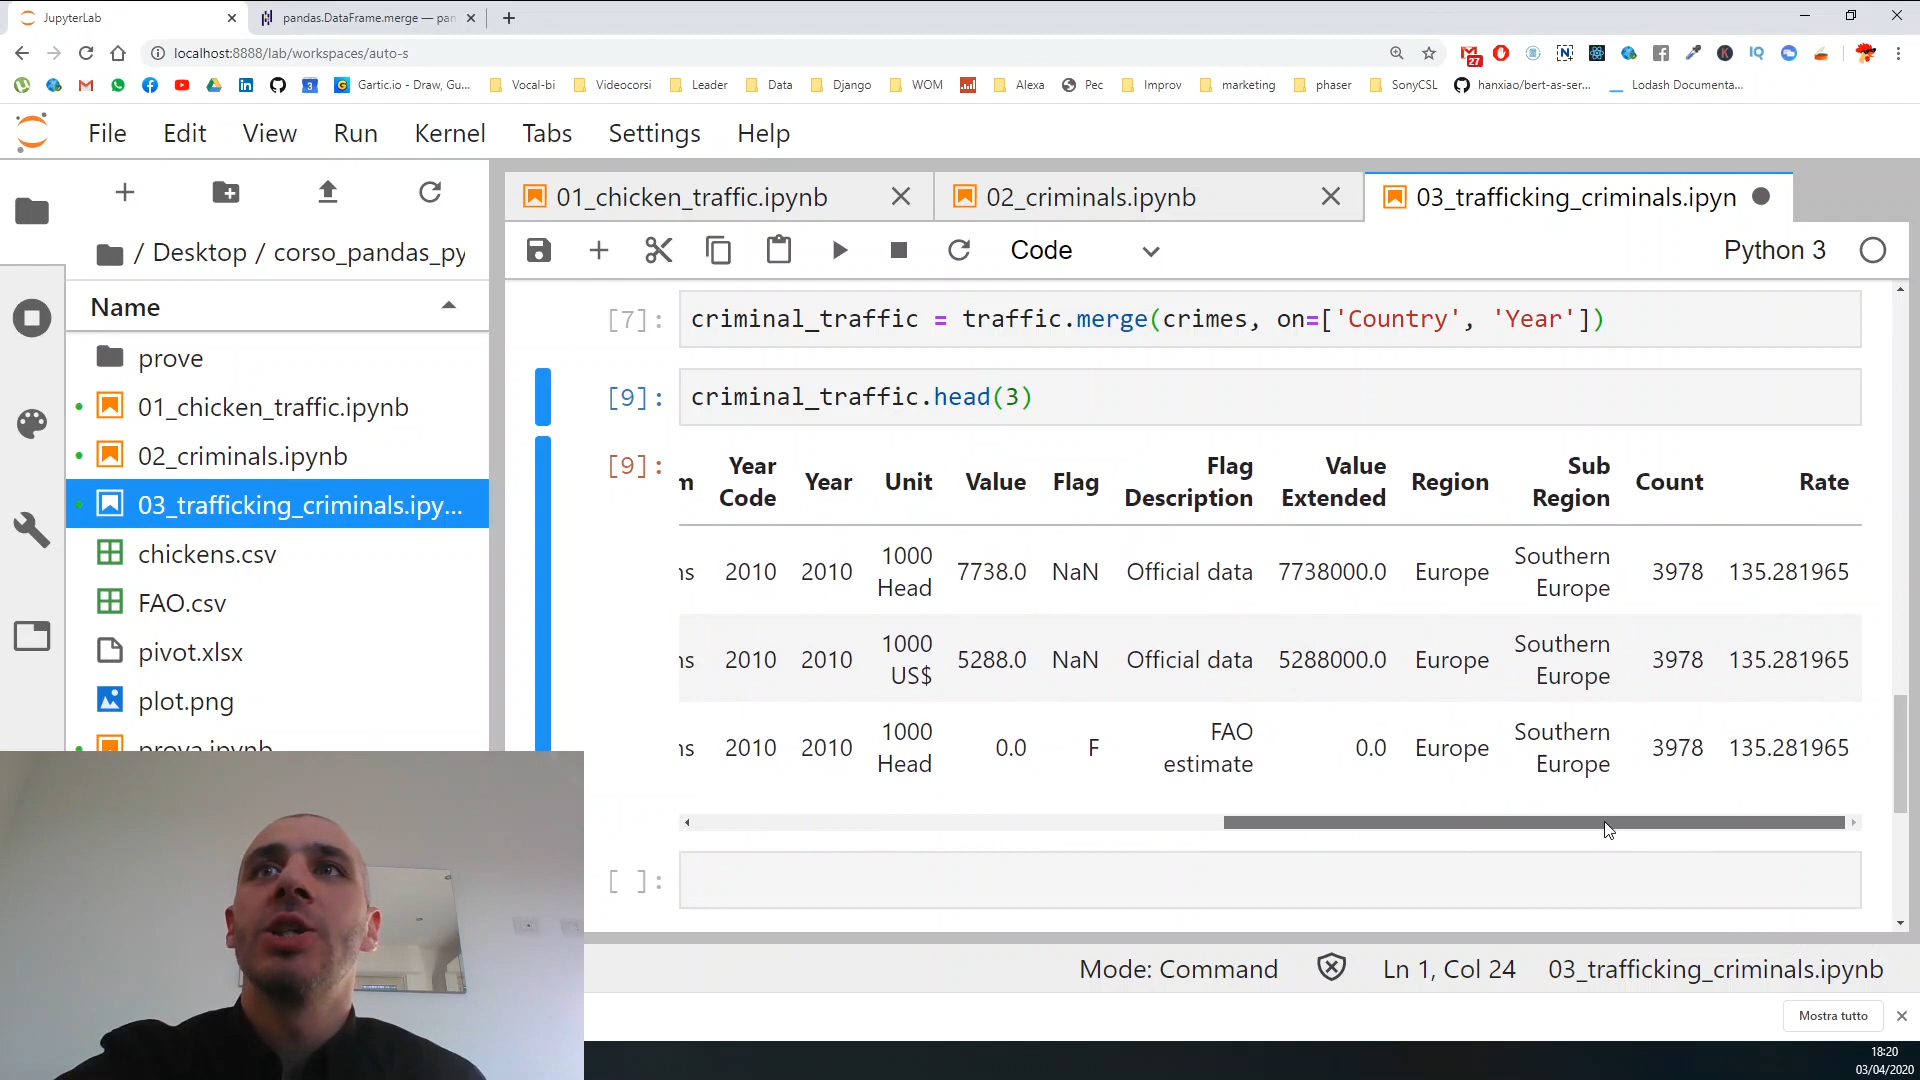 JupyterLab
pandas.DataFrame.merge — pan
localhost:8888/lab/workspaces/auto-s
27
3
Gartic.io - Draw, Gu...
Vocal-bi
Videocorsi
Leader
Data
Django
WOM
Alexa
Pec
Improv
marketing
phaser
SonyCSL
hanxiao/bert-as-ser...
Lodash Documenta...
File Edit View Run Kernel Tabs Settings Help
/ Desktop / corso_pandas_py
Name
prove
01_chicken_traffic.ipynb
02_criminals.ipynb
03_trafficking_criminals.ipy...
chickens.csv
FAO.csv
pivot.xlsx
plot.png
prova.ipynb
01_chicken_traffic.ipynb
02_criminals.ipynb
03_trafficking_criminals.ipyn
Code
Python 3
[7]: criminal_traffic = traffic.merge(crimes, on=['Country', 'Year'])
[9]: criminal_traffic.head(3)
[9]:
m Year Code Year Unit Value Flag Flag Description Value Extended Region Sub Region Count Rate
ns 2010 2010 1000 Head 7738.0 NaN Official data 7738000.0 Europe Southern Europe 3978 135.281965
ns 2010 2010 1000 US$ 5288.0 NaN Official data 5288000.0 Europe Southern Europe 3978 135.281965
ns 2010 2010 1000 Head 0.0 F FAO estimate 0.0 Europe Southern Europe 3978 135.281965
[ ]:
Mode: Command
Ln 1, Col 24
03_trafficking_criminals.ipynb
Mostra tutto
18:20
03/04/2020